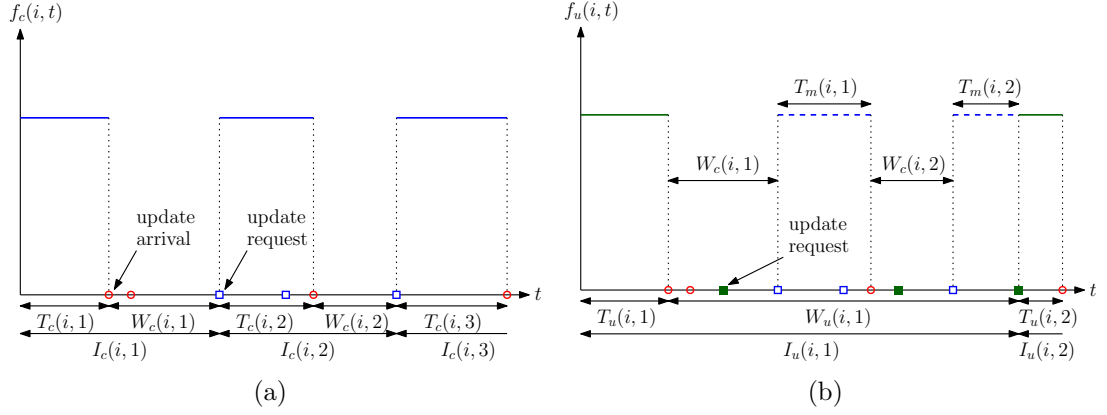 f_c(i, t)
update
arrival
update
request
t
T_c(i, 1)
W_c(i, 1)
T_c(i, 2)
W_c(i, 2)
T_c(i, 3)
I_c(i, 1)
I_c(i, 2)
I_c(i, 3)
(a)
f_u(i, t)
T_m(i, 1)
T_m(i, 2)
W_c(i, 1)
W_c(i, 2)
update
request
t
T_u(i, 1)
W_u(i, 1)
T_u(i, 2)
I_u(i, 1)
I_u(i, 2)
(b)